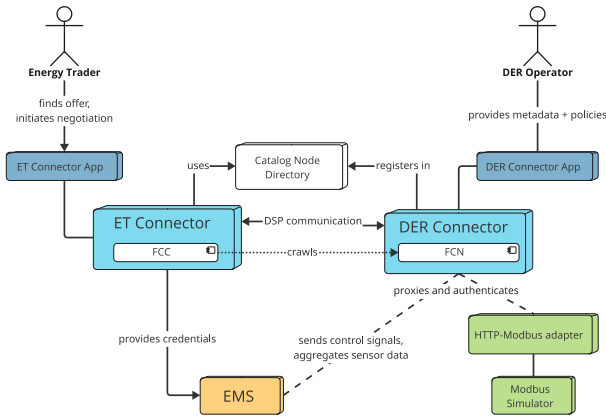 Energy Trader
DER Operator
finds offer,
initiates negotiation
provides metadata + policies
ET Connector App
uses
Catalog Node
Directory
registers in
DER Connector App
ET Connector
DSP communication
DER Connector
FCC
crawls
FCN
proxies and authenticates
provides credentials
sends control signals,
aggregates sensor data
HTTP-Modbus adapter
EMS
Modbus
Simulator